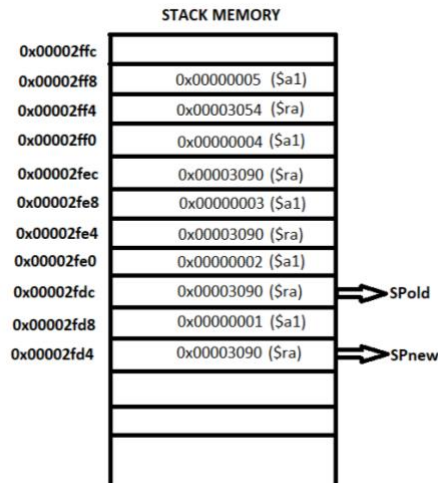 STACK MEMORY
0x00002ffc
0x00002ff8 0x00000005 ($a1)
0x00002ff4 0x00003054 ($ra)
0x00002ff0 0x00000004 ($a1)
0x00002fec 0x00003090 ($ra)
0x00002fe8 0x00000003 ($a1)
0x00002fe4 0x00003090 ($ra)
0x00002fe0 0x00000002 ($a1)
0x00002fdc 0x00003090 ($ra) SPold
0x00002fd8 0x00000001 ($a1)
0x00002fd4 0x00003090 ($ra) SPnew